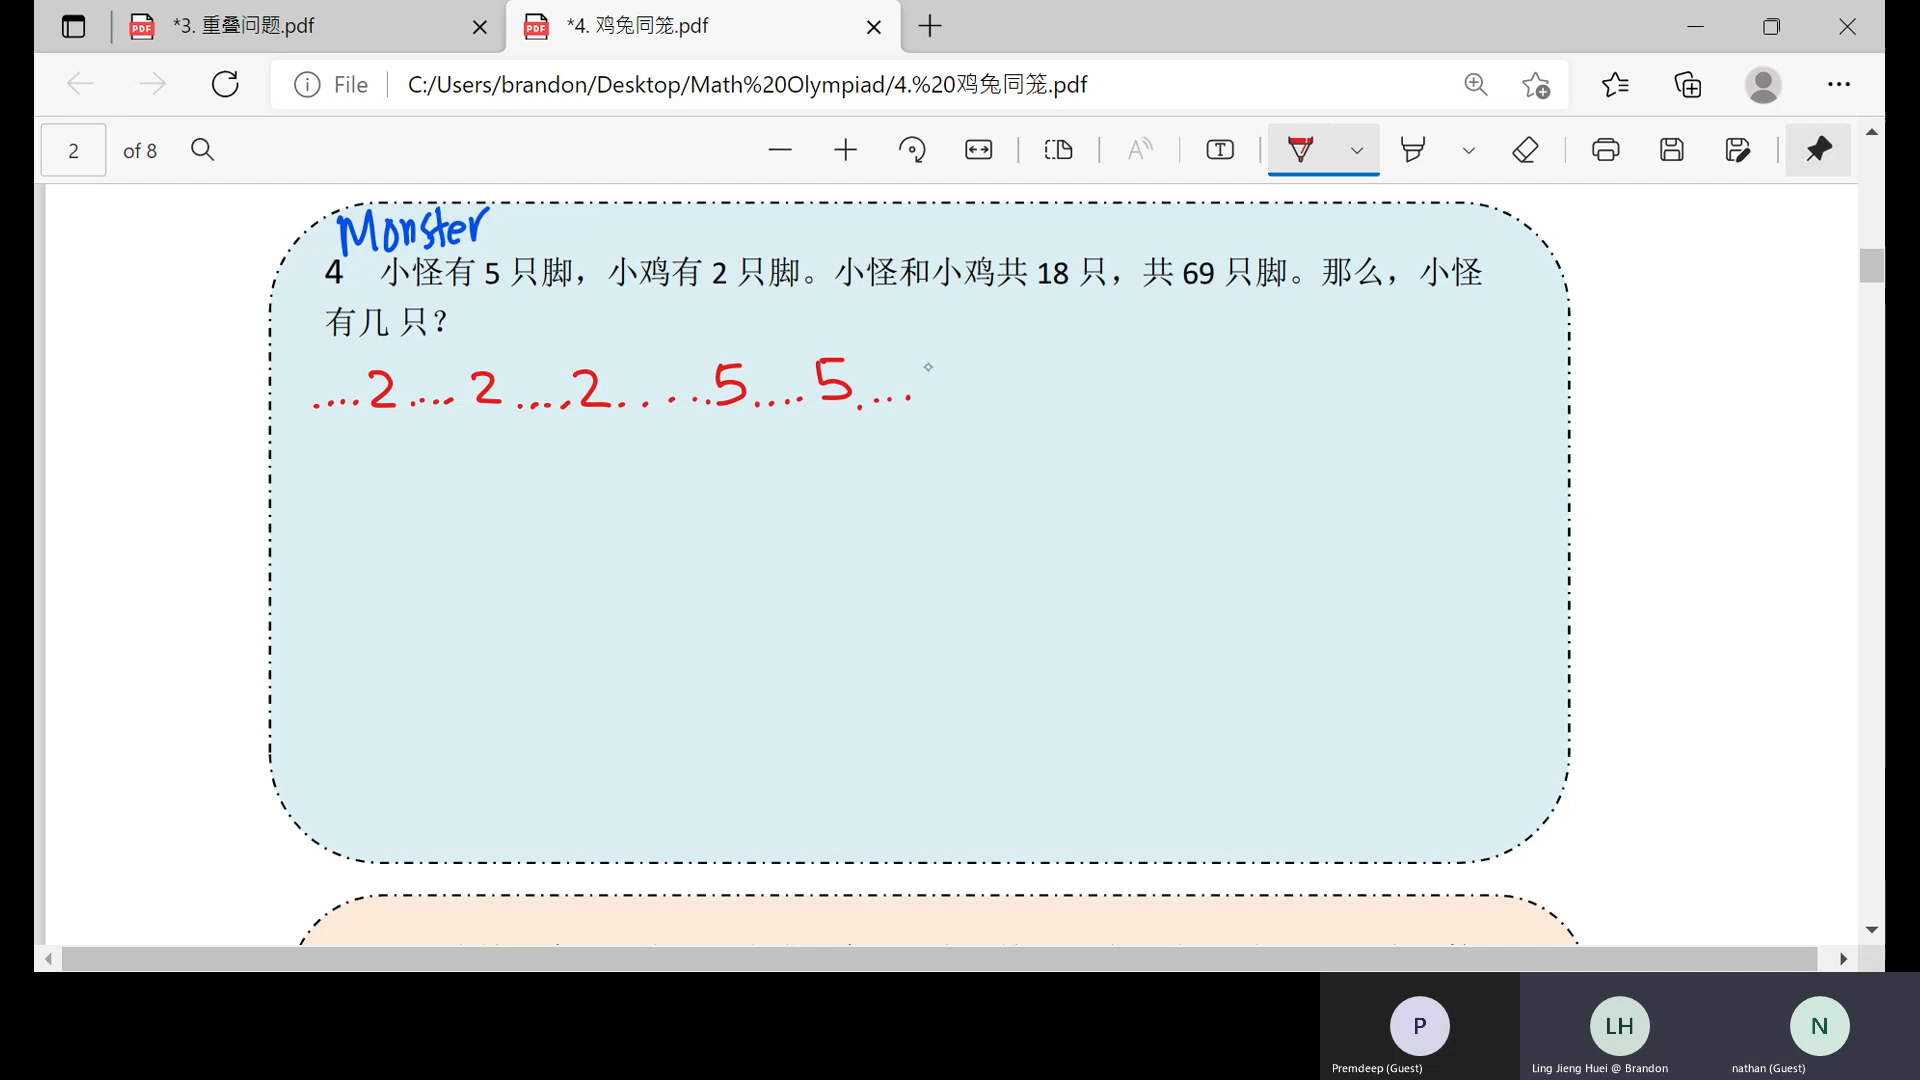 *3. 重叠问题.pdf
*4. 鸡兔同笼.pdf
File C:/Users/brandon/Desktop/Math%20Olympiad/4.%20鸡兔同笼.pdf
2 of 8
Monster
4 小怪有 5 只脚，小鸡有 2 只脚。小怪和小鸡共 18 只，共 69 只脚。那么，小怪
有几 只？
....2....2....2.....5....5....
P
LH
N
Premdeep (Guest)
Ling Jieng Huei @ Brandon
nathan (Guest)